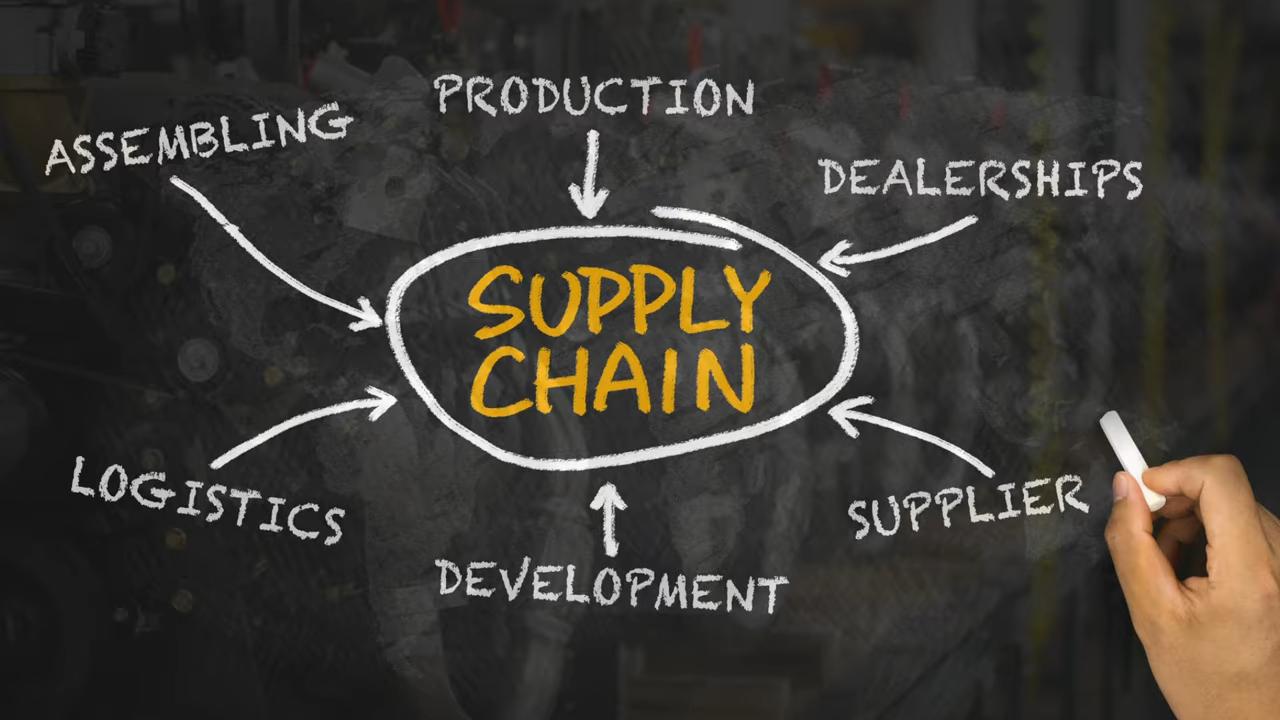 PRODUCTION
ASSEMBLING
DEALERSHIPS
SUPPLY
CHAIN
LOGISTICS
SUPPLIER
DEVELOPMENT